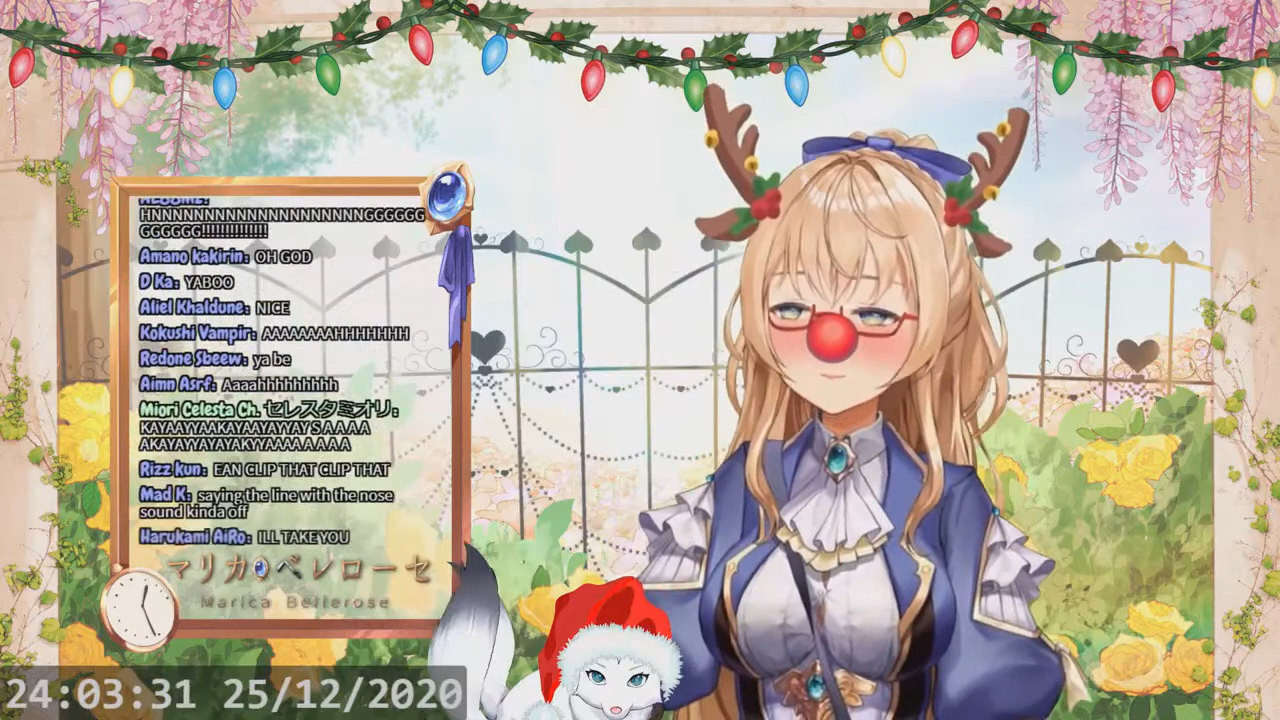 HNNNNNNNNNNNNNNNNNNNNGGGGGG
GGGGGG!!!!!!!!!!!!!!
Amano Kakirin: OH GOD
D Ka: YABOO
Aliel Khaldune: NICE
Kokushi Vampir: AAAAAAAAHHHHHHH
Redone Sbeew: ya be
Aimn Asrf: Aaaahhhhhhhhh
Miori Celesta Ch. セレスタミオリ:
KAYAAYYAAKAYAAYAYYAY S A A A A
AKAYAYYAYAYAKYYAAAA A A A A
Rizz kun: EAN CLIP THAT CLIP THAT
Mad K: saying the line with the nose
sound kinda off
Harukami AiRo: ILL TAKE YOU
マリカ ベレローセ
Marica Bellerose
24:03:31 25/12/2020